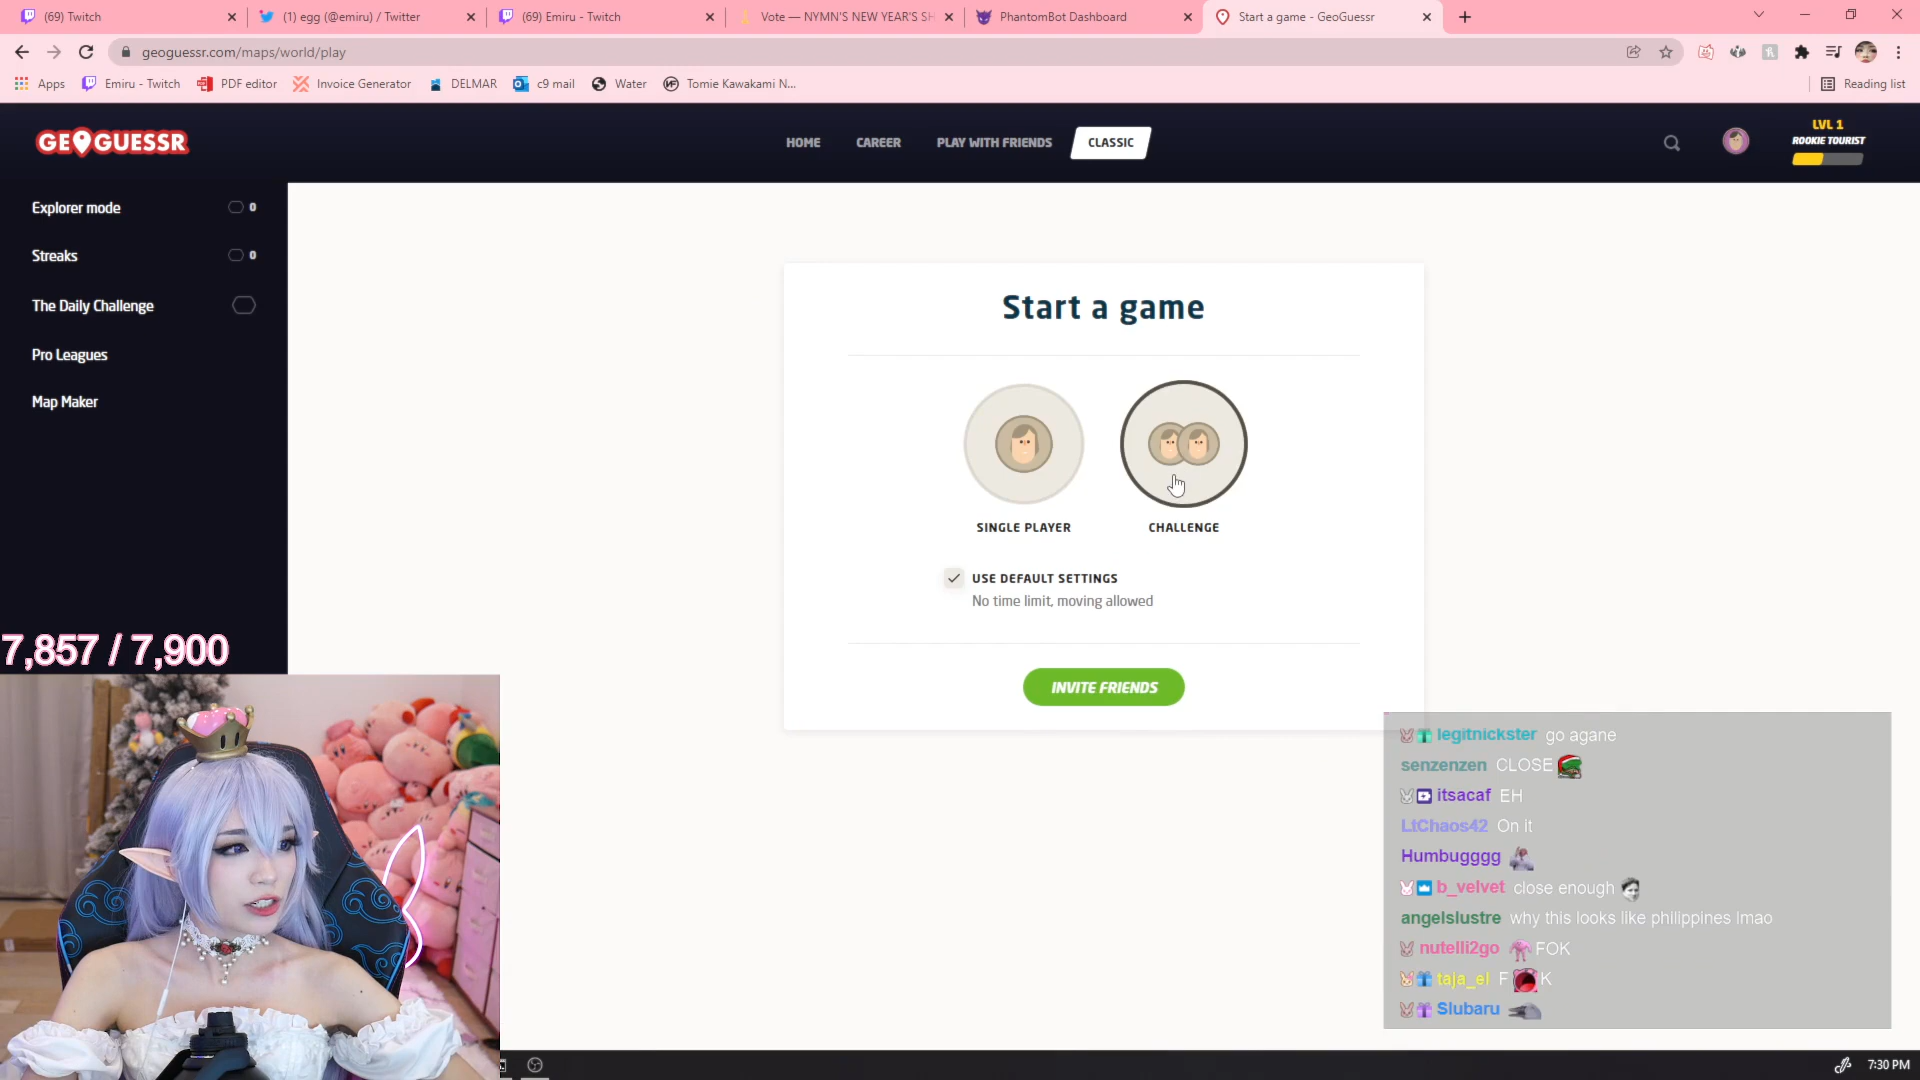 Twitch
(1) egg (@emiru) / Twitter
(69) Emiru - Twitch
Vote — NYMN'S NEW YEAR'S SH
PhantomBot Dashboard
Start a game - GeoGuessr
geoguessr.com/maps/world/play
Apps
Emiru - Twitch
PDF editor
Invoice Generator
DELMAR
c9 mail
Water
Tomie Kawakami N...
Reading list
GEOGUESSR
HOME
CAREER
PLAY WITH FRIENDS
CLASSIC
LVL 1
ROOKIE TOURIST
Explorer mode 0
Streaks 0
The Daily Challenge
Pro Leagues
Map Maker
Start a game
SINGLE PLAYER
CHALLENGE
USE DEFAULT SETTINGS
No time limit, moving allowed
INVITE FRIENDS
7,857 / 7,900
legitnickster go agane
senzenzen CLOSE
itsacaf EH
LtChaos42 On It
Humbugggg
b_velvet close enough
angelslustre why this looks like philippines lmao
nutelli2go FOK
taja_el F K
Slubaru
7:30 PM